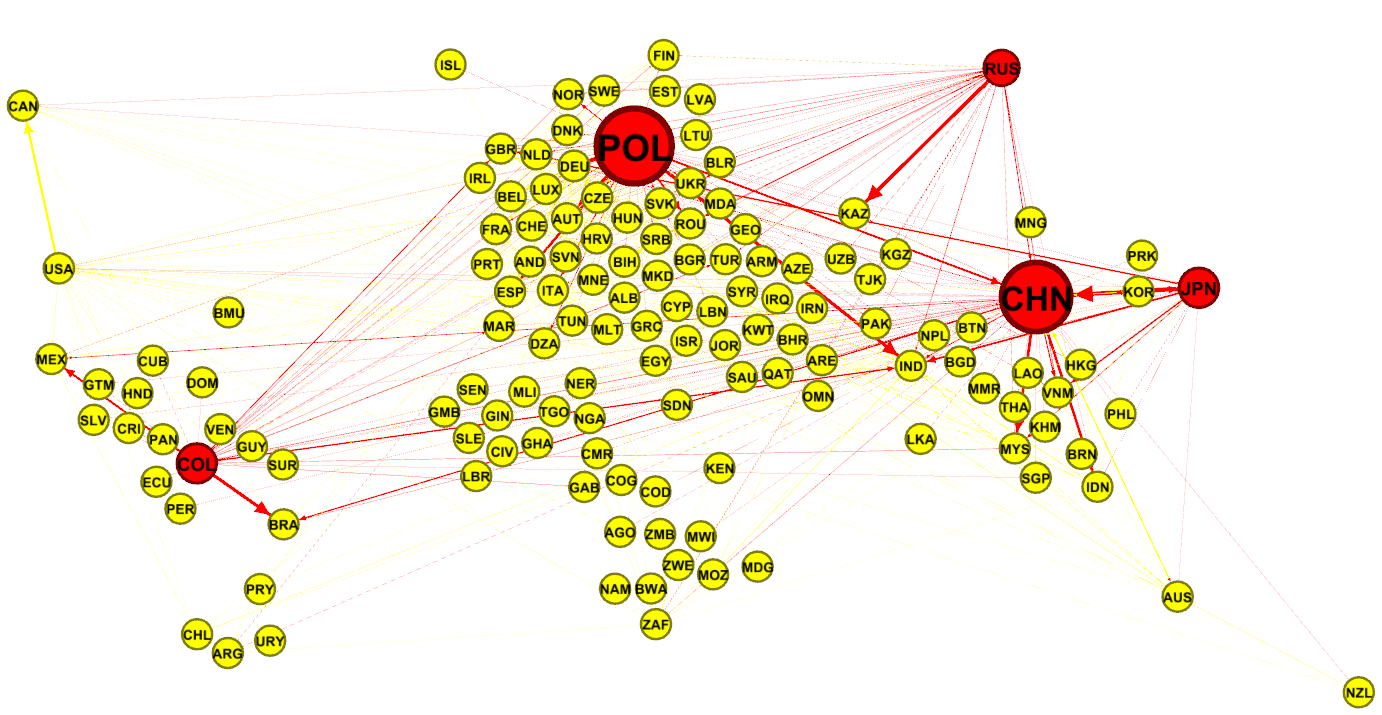 FIN
ISL
RUS
NOR
SWE
EST
LVA
CAN
DNK
LTU
POL
GBR
NLD
DEU
BLR
IRL
UKR
BEL
LUX
CZE
SVK
MDA
KAZ
AUT
HUN
ROU
MNG
FRA
CHE
HRV
SRB
GEO
PRT
AND
SVN
BIH
BGR
TUR
ARM
AZE
UZB
KGZ
PRK
USA
MNE
MKD
TJK
ESP
ITA
ALB
CYP
SYR
IRQ
IRN
CHN
KOR
JPN
BMU
MAR
TUN
MLT
GRC
LBN
KWT
PAK
BTN
DZA
ISR
JOR
BHR
NPL
MEX
CUB
EGY
ARE
IND
BGD
HKG
GTM
HND
DOM
SEN
MLI
NER
SAU
QAT
OMN
MMR
LAO
VNM
SLV
CRI
VEN
GMB
GIN
TGO
NGA
SDN
THA
KHM
PHL
PAN
GUY
SLE
CIV
GHA
CMR
LKA
MYS
BRN
COL
SUR
LBR
KEN
SGP
IDN
ECU
PER
GAB
COG
COD
BRA
AGO
ZMB
MWI
ZWE
MOZ
MDG
PRY
NAM
BWA
AUS
CHL
ARG
URY
ZAF
NZL